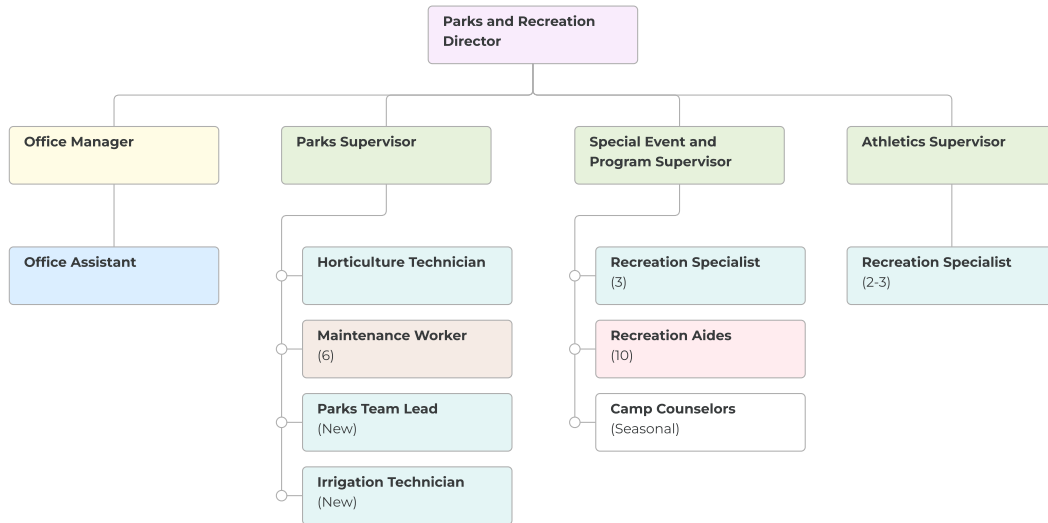 Parks and Recreation
Director
Office Manager
Parks Supervisor
Special Event and
Program Supervisor
Athletics Supervisor
Office Assistant
Horticulture Technician
Maintenance Worker
(6)
Parks Team Lead
(New)
Irrigation Technician
(New)
Recreation Specialist
(3)
Recreation Aides
(10)
Camp Counselors
(Seasonal)
Recreation Specialist
(2-3)